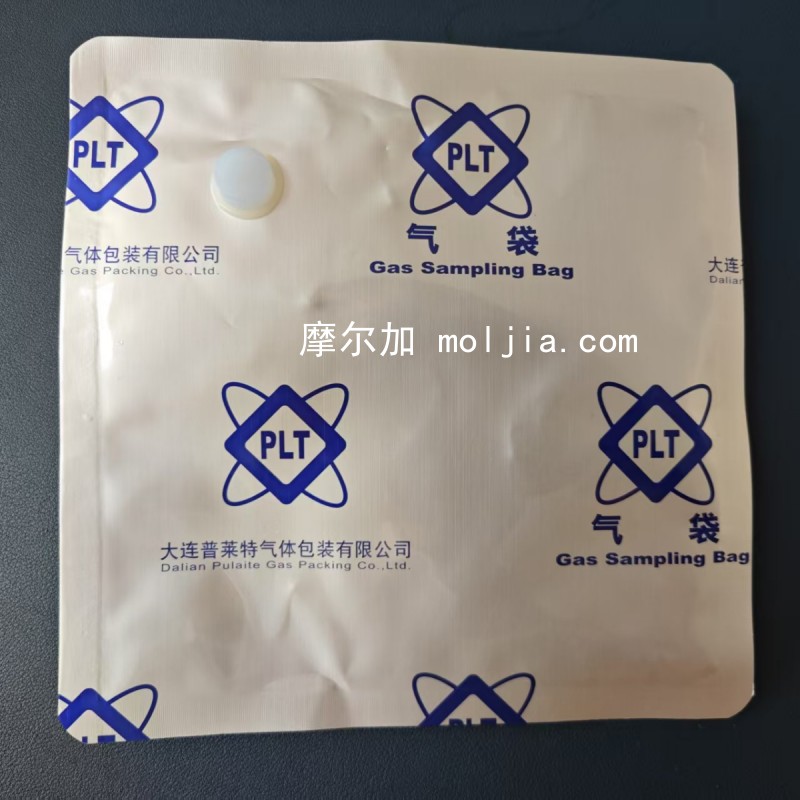 PLT
PLT
气 袋
Gas Sampling Bag
气体包装有限公司
Gas Packing Co.,Ltd.
大连
Dalian
摩尔加 moljia.com
PLT
PLT
大连普莱特气体包装有限公司
Dalian Pulaite Gas Packing Co.,Ltd.
气 袋
Gas Sampling Bag
PLT
PLT